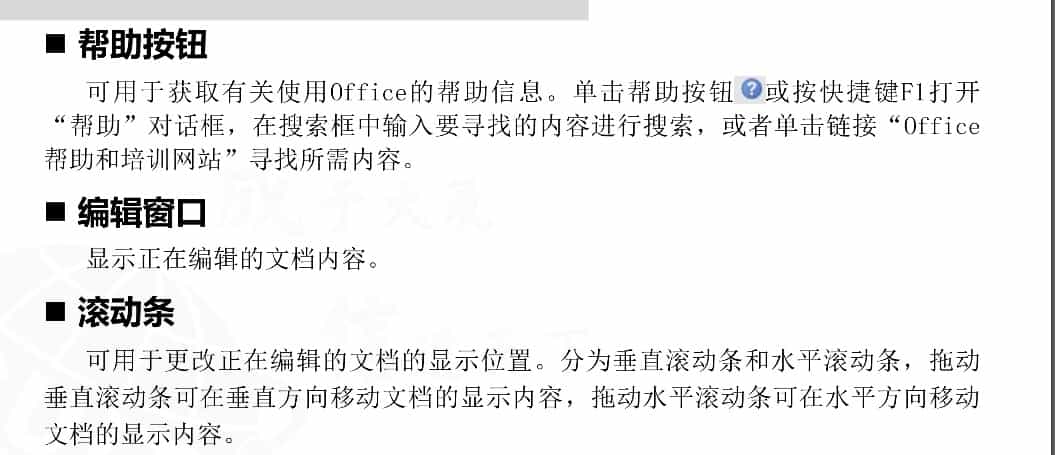 ■ 帮助按钮
可用于获取有关使用Office的帮助信息。单击帮助按钮?或按快捷键F1打开
“帮助”对话框，在搜索框中输入要寻找的内容进行搜索，或者单击链接“Office
帮助和培训网站”寻找所需内容。
■ 编辑窗口
显示正在编辑的文档内容。
■ 滚动条
可用于更改正在编辑的文档的显示位置。分为垂直滚动条和水平滚动条，拖动
垂直滚动条可在垂直方向移动文档的显示内容，拖动水平滚动条可在水平方向移动
文档的显示内容。